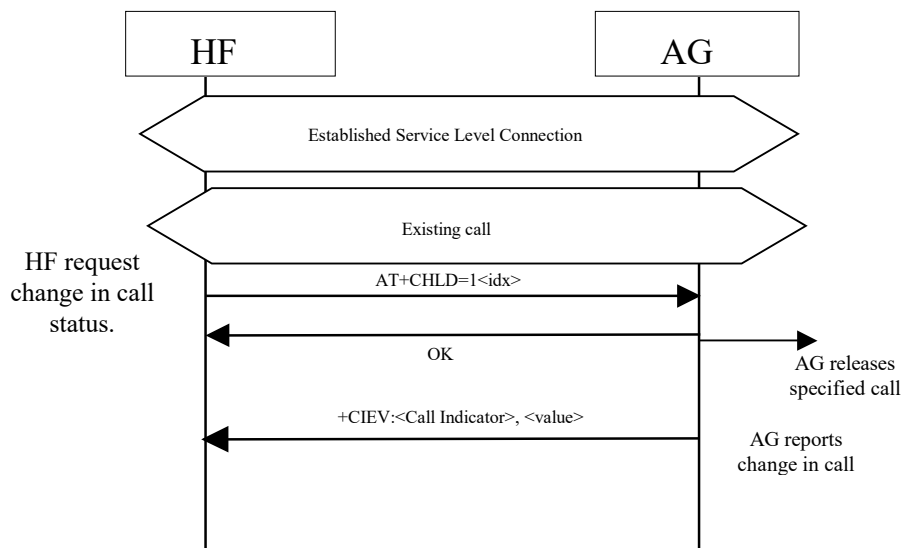 HF
AG
Established Service Level Connection
Existing call
HF request
change in call
status.
AT+CHLD=1<idx>
OK
AG releases
specified call
+CIEV:<Call Indicator>, <value>
AG reports
change in call